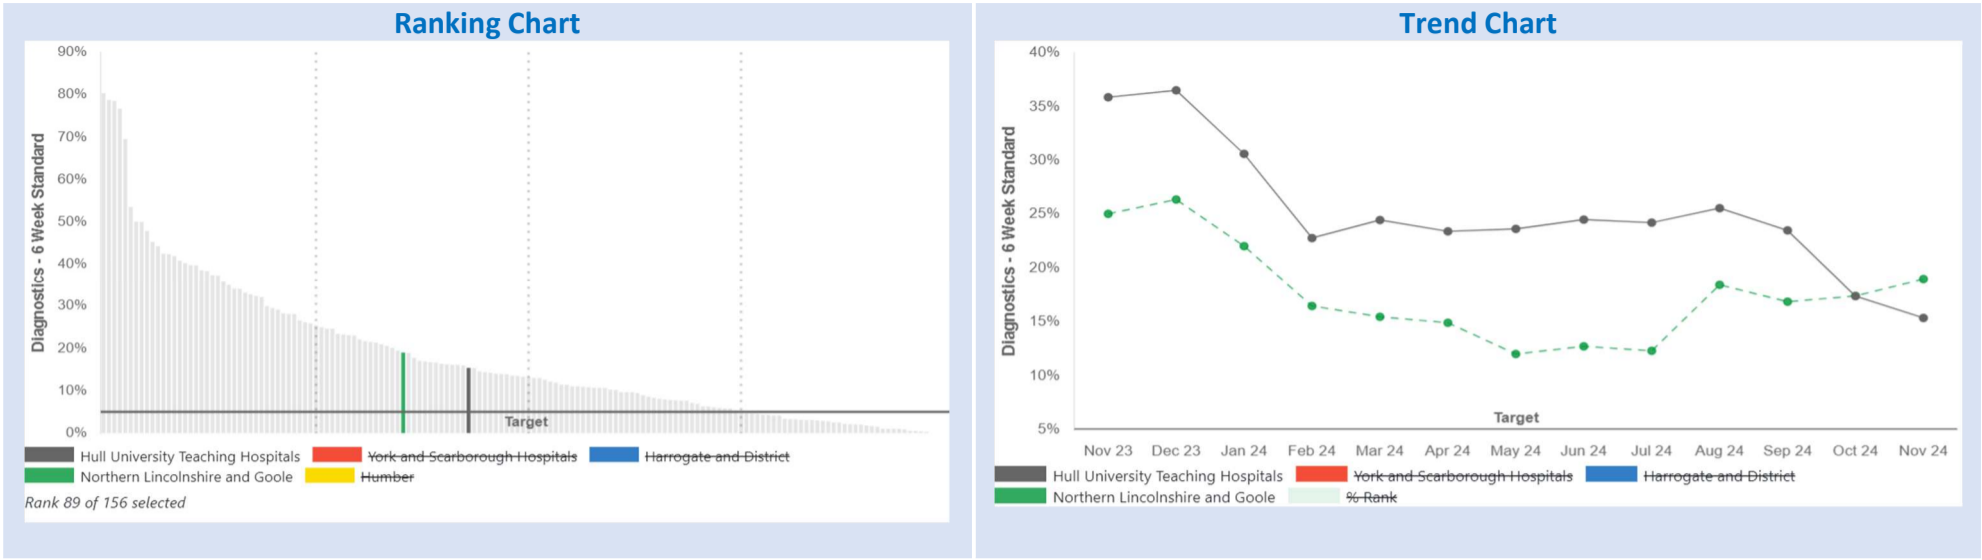 Ranking Chart
90%
80%
70%
60%
50%
40%
30%
20%
10%
0%
Diagnostics - 6 Week Standard
Target
Hull University Teaching Hospitals York and Scarborough Hospitals Harrogate and District
Northern Lincolnshire and Goole Humber
Rank 89 of 156 selected
Trend Chart
40%
35%
30%
25%
20%
15%
10%
5%
Diagnostics - 6 Week Standard
Target
Nov 23 Dec 23 Jan 24 Feb 24 Mar 24 Apr 24 May 24 Jun 24 Jul 24 Aug 24 Sep 24 Oct 24 Nov 24
Hull University Teaching Hospitals York and Scarborough Hospitals Harrogate and District
Northern Lincolnshire and Goole % Rank